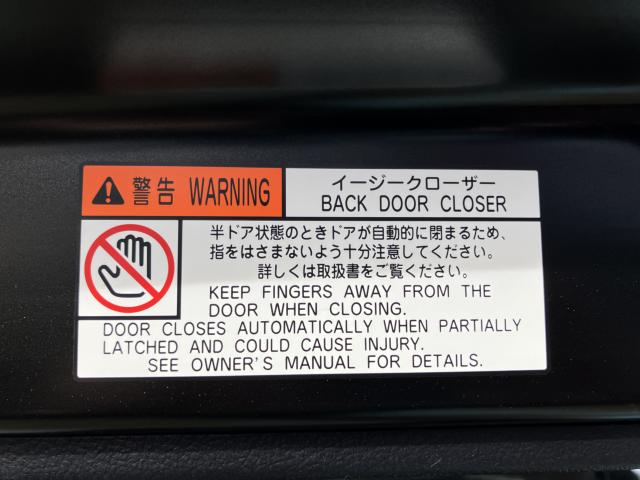 警告 WARNING
イージークローザー
BACK DOOR CLOSER
半ドア状態のときドアが自動的に閉まるため、
指をはさまないよう十分注意してください。
詳しくは取扱書をご覧ください。
KEEP FINGERS AWAY FROM THE
DOOR WHEN CLOSING.
DOOR CLOSES AUTOMATICALLY WHEN PARTIALLY
LATCHED AND COULD CAUSE INJURY.
SEE OWNER'S MANUAL FOR DETAILS.